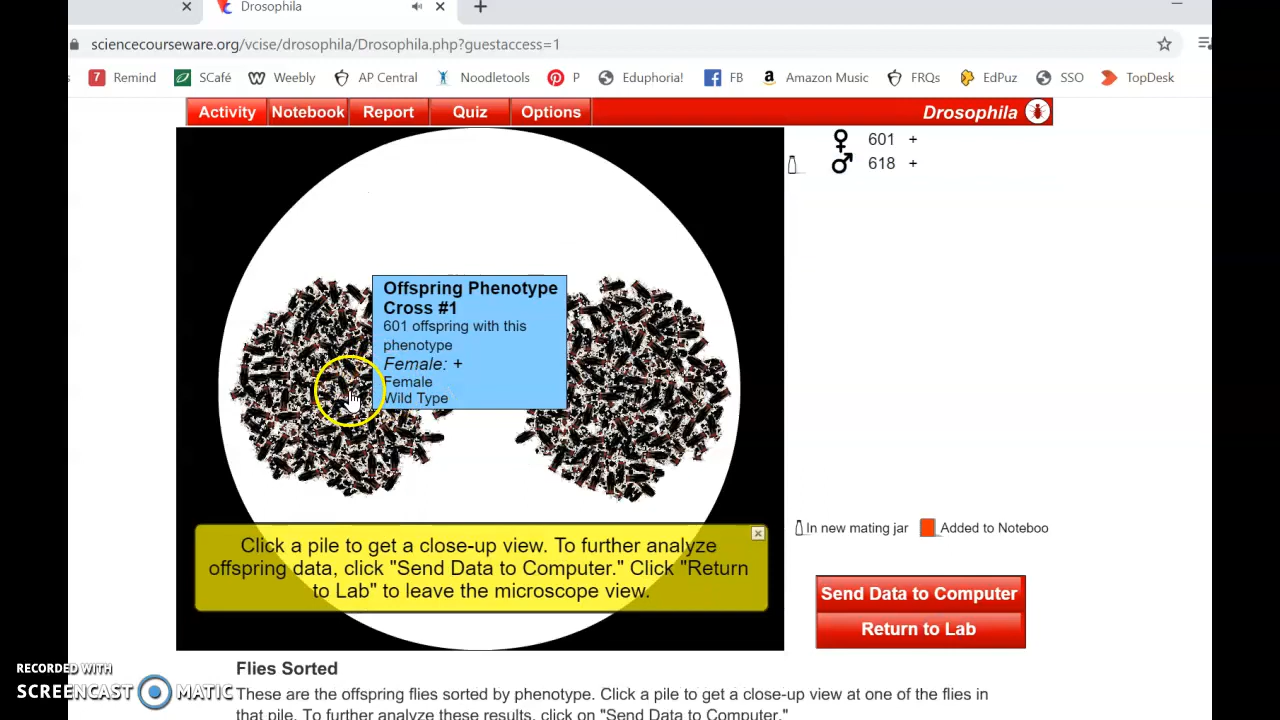 Drosophila
sciencecourseware.org/vcise/drosophila/Drosophila.php?guestaccess=1
7 Remind SCafé Weebly AP Central Noodletools P Eduphoria! FB Amazon Music FRQs EdPuz SSO TopDesk
Activity Notebook Report Quiz Options Drosophila
♀ 601 +
♂ 618 +
Offspring Phenotype
Cross #1
601 offspring with this
phenotype
Female: +
Female
Wild Type
In new mating jar Added to Noteboo
Click a pile to get a close-up view. To further analyze
offspring data, click "Send Data to Computer." Click "Return
to Lab" to leave the microscope view.
Send Data to Computer
Return to Lab
Flies Sorted
These are the offspring flies sorted by phenotype. Click a pile to get a close-up view at one of the flies in
that pile. To further analyze these results, click on "Send Data to Computer."
RECORDED WITH
SCREENCAST MATIC